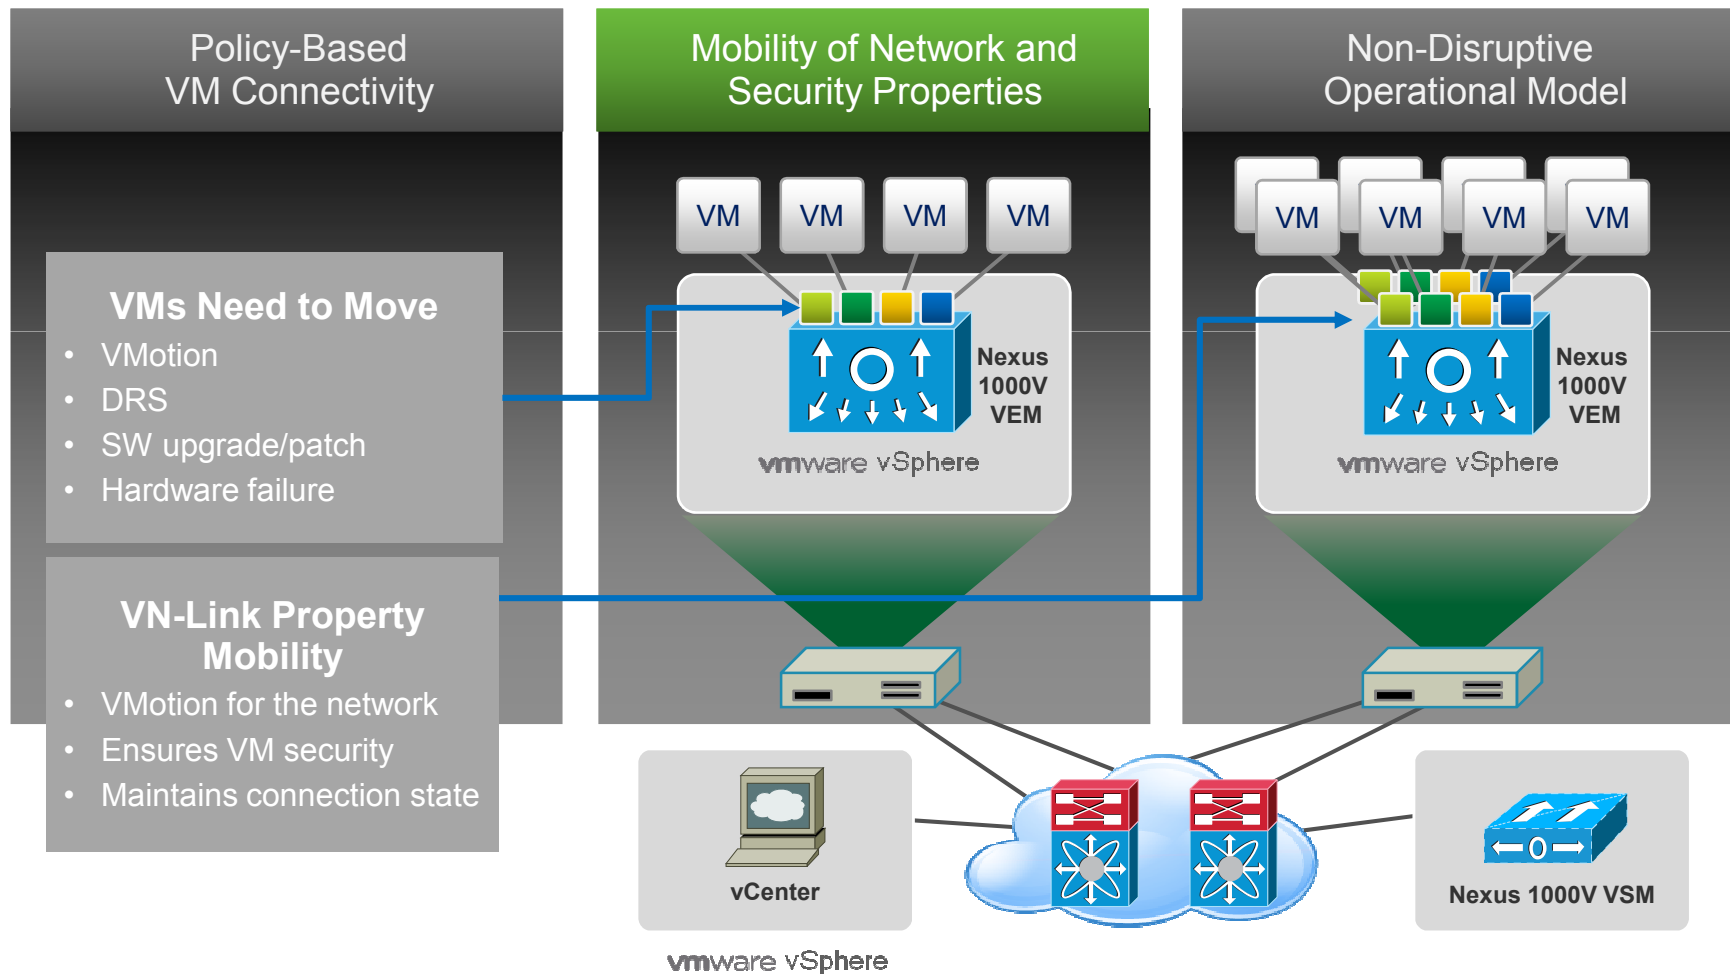 Policy-Based
VM Connectivity
Mobility of Network and
Security Properties
Non-Disruptive
Operational Model
VMs Need to Move
• VMotion
• DRS
• SW upgrade/patch
• Hardware failure
VN-Link Property
Mobility
• VMotion for the network
• Ensures VM security
• Maintains connection state
VM VM VM VM
Nexus
1000V
VEM
vmware vSphere
VM VM VM VM
Nexus
1000V
VEM
vmware vSphere
vCenter
Nexus 1000V VSM
vmware vSphere